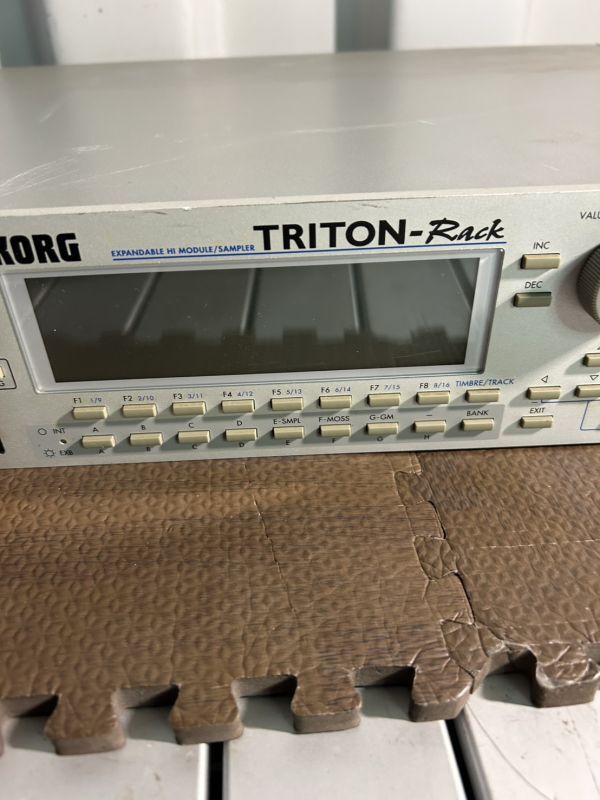 KORG
EXPANDABLE HI MODULE/SAMPLER
TRITON-Rack
INC
DEC
F1 1/9 F2 2/10 F3 3/11 F4 4/12 F5 5/13 F6 6/14 F7 7/15 F8 8/16 TIMBRE/TRACK
INT A B C D E-SMPL F-MOSS G-GM — BANK EXIT
EXB A B C D E F G H